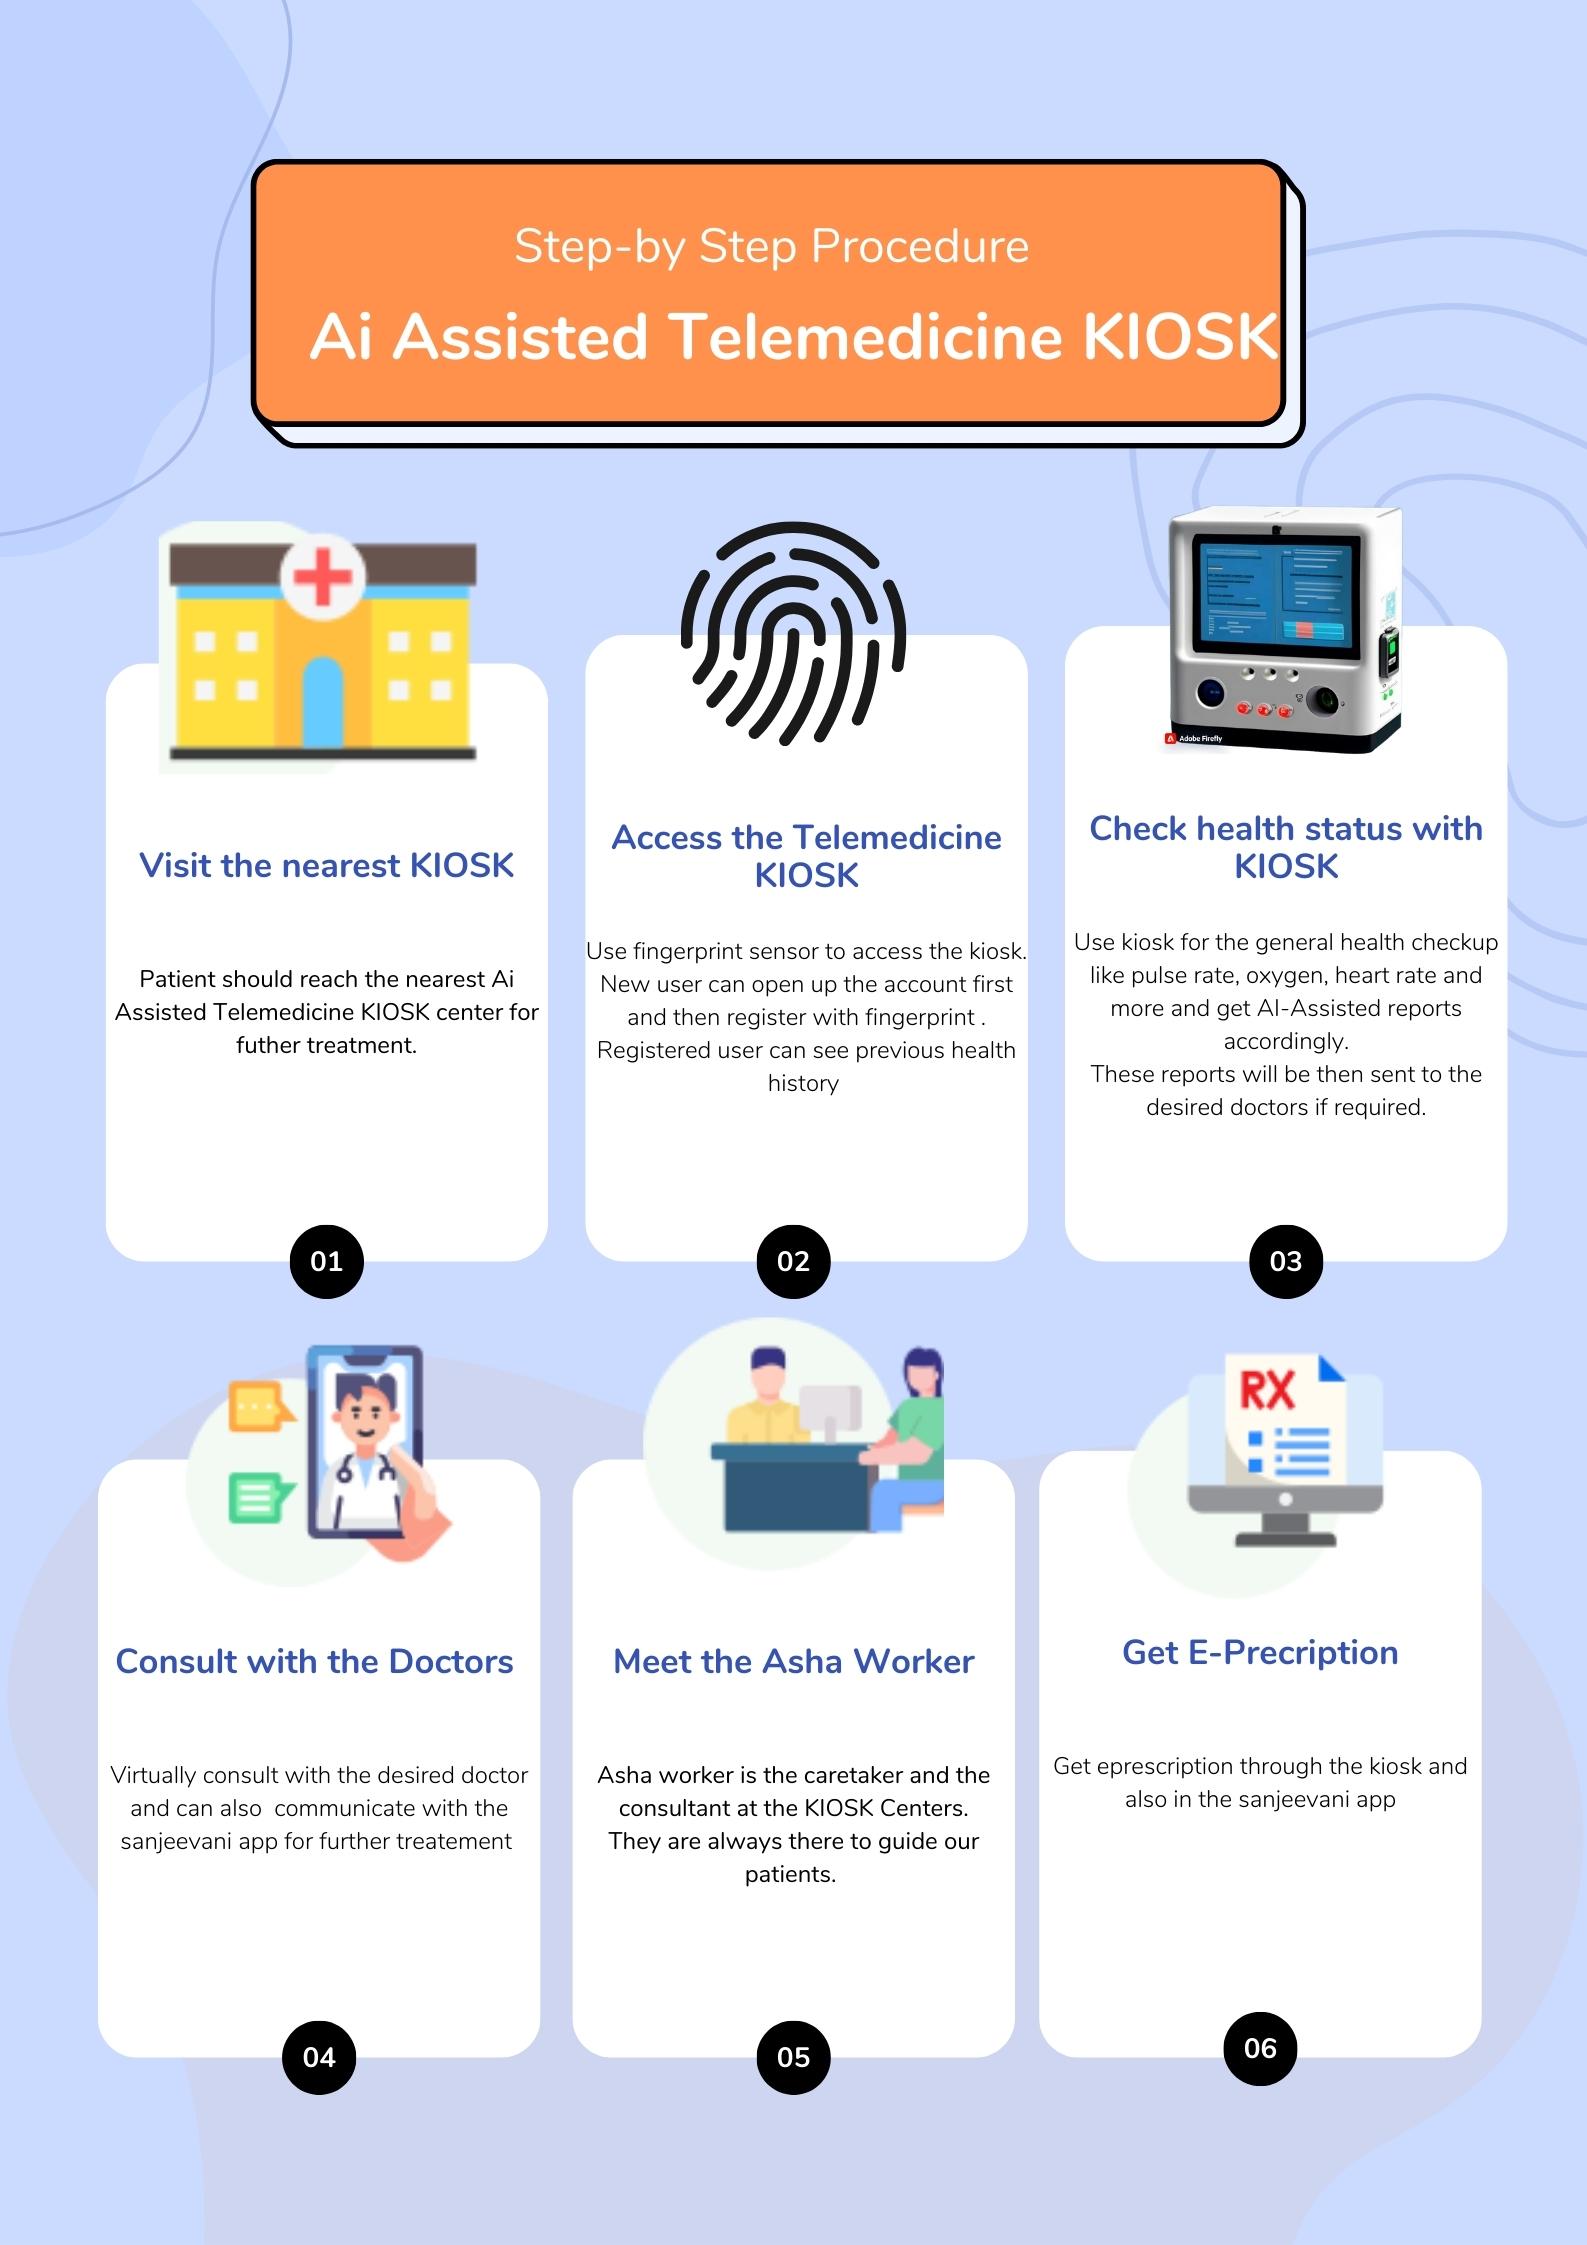 Step-by Step Procedure
Ai Assisted Telemedicine KIOSK
Adobe Firefly
Visit the nearest KIOSK
Patient should reach the nearest Ai
Assisted Telemedicine KIOSK center for
futher treatment.
01
Access the Telemedicine
KIOSK
Use fingerprint sensor to access the kiosk.
New user can open up the account first
and then register with fingerprint .
Registered user can see previous health
history
02
Check health status with
KIOSK
Use kiosk for the general health checkup
like pulse rate, oxygen, heart rate and
more and get AI-Assisted reports
accordingly.
These reports will be then sent to the
desired doctors if required.
03
Consult with the Doctors
Virtually consult with the desired doctor
and can also  communicate with the
sanjeevani app for further treatement
04
Meet the Asha Worker
Asha worker is the caretaker and the
consultant at the KIOSK Centers.
They are always there to guide our
patients.
05
RX
Get E-Precription
Get eprescription through the kiosk and
also in the sanjeevani app
06